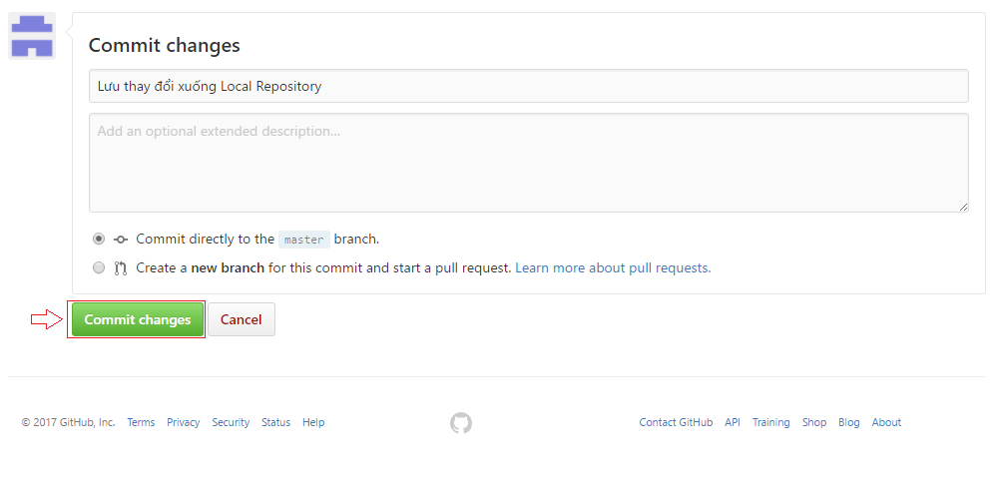 Commit changes
Lưu thay đổi xuống Local Repository
Add an optional extended description...
Commit directly to the master branch.
Create a new branch for this commit and start a pull request. Learn more about pull requests.
Commit changes Cancel
© 2017 GitHub, Inc. Terms Privacy Security Status Help Contact GitHub API Training Shop Blog About